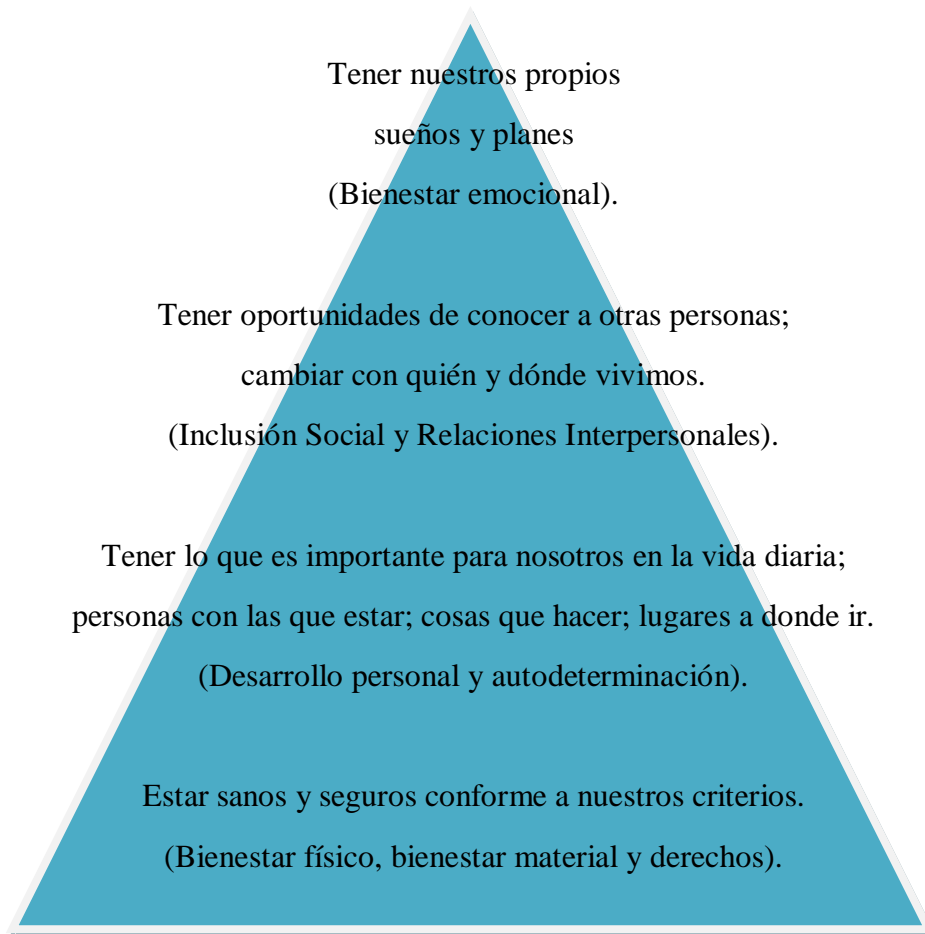 Tener nuestros propios
sueños y planes
(Bienestar emocional).
Tener oportunidades de conocer a otras personas;
cambiar con quién y dónde vivimos.
(Inclusión Social y Relaciones Interpersonales).
Tener lo que es importante para nosotros en la vida diaria;
personas con las que estar; cosas que hacer; lugares a donde ir.
(Desarrollo personal y autodeterminación).
Estar sanos y seguros conforme a nuestros criterios.
(Bienestar físico, bienestar material y derechos).